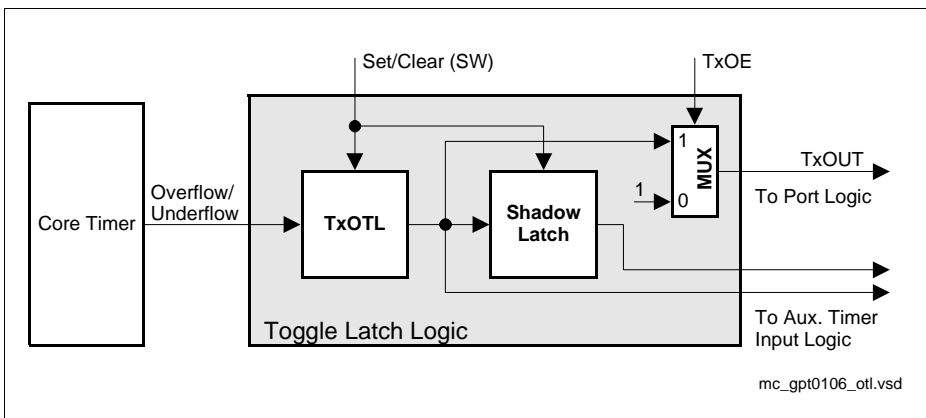 Set/Clear (SW)
TxOE
Core Timer
Overflow/
Underflow
TxOTL
Shadow
Latch
1
1
0
MUX
TxOUT
To Port Logic
To Aux. Timer
Input Logic
Toggle Latch Logic
mc_gpt0106_otl.vsd